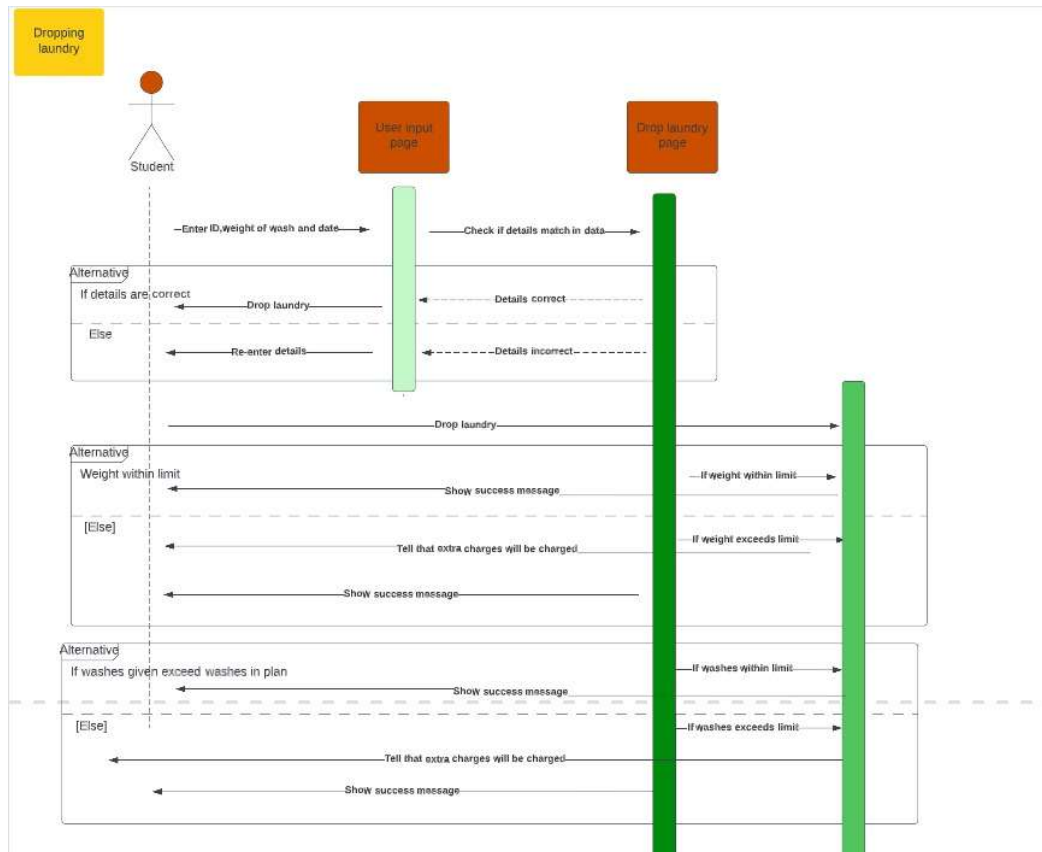 Dropping
laundry
User input
page
Drop laundry
page
Student
Enter ID,weight of wash and date
Check if details match in data
Alternative
If details are correct
Details correct
Drop laundry
Else
Re-enter details
Details incorrect
Drop laundry
Alternative
Weight within limit
If weight within limit
Show success message
[Else]
If weight exceeds limit
Tell that extra charges will be charged
Show success message
Alternative
If washes given exceed washes in plan
If washes within limit
Show success message
[Else]
If washes exceeds limit
Tell that extra charges will be charged
Show success message